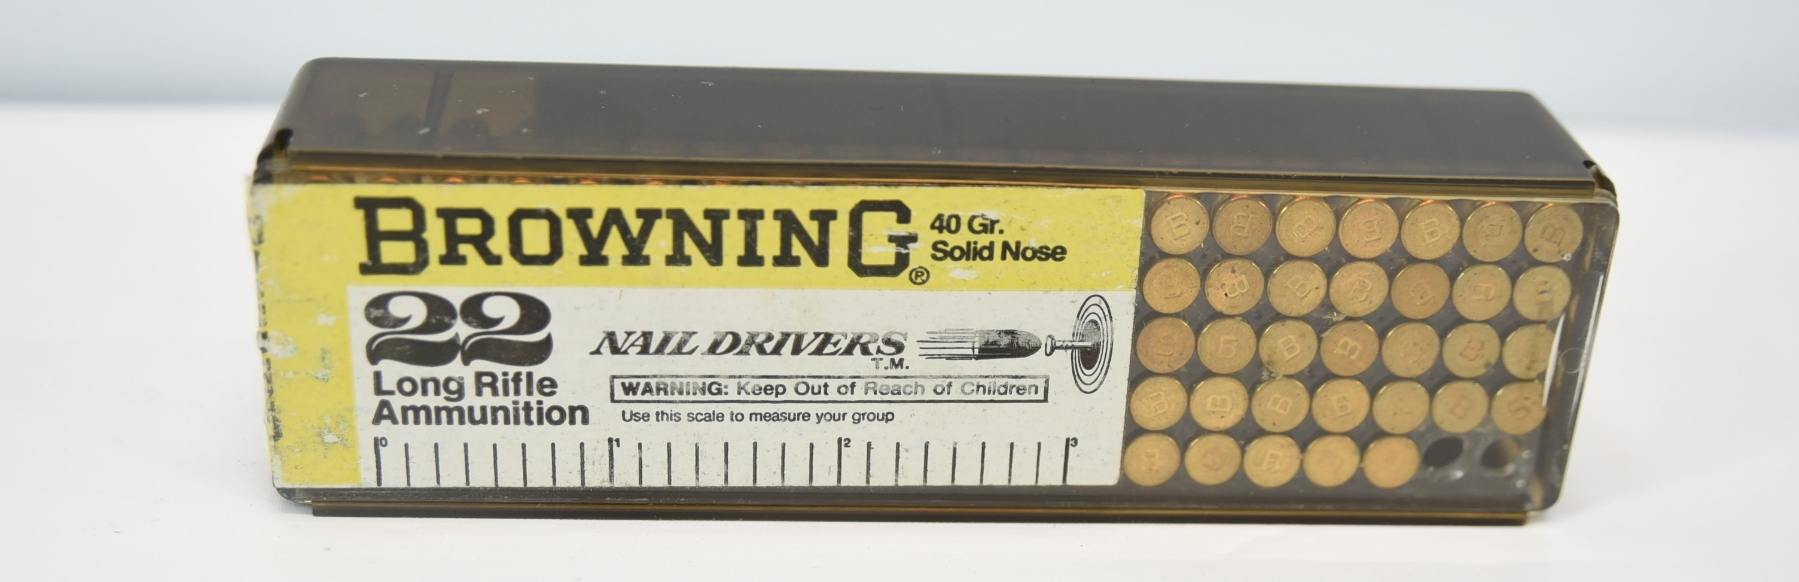 BROWNING®
40 Gr.
Solid Nose
22
Long Rifle
Ammunition
NAIL DRIVERS
T.M.
WARNING: Keep Out of Reach of Children
Use this scale to measure your group
0 1 2 3
B B B B B B B
B B B B B B B
B B B B B B
B B B B B B B
B B B B B